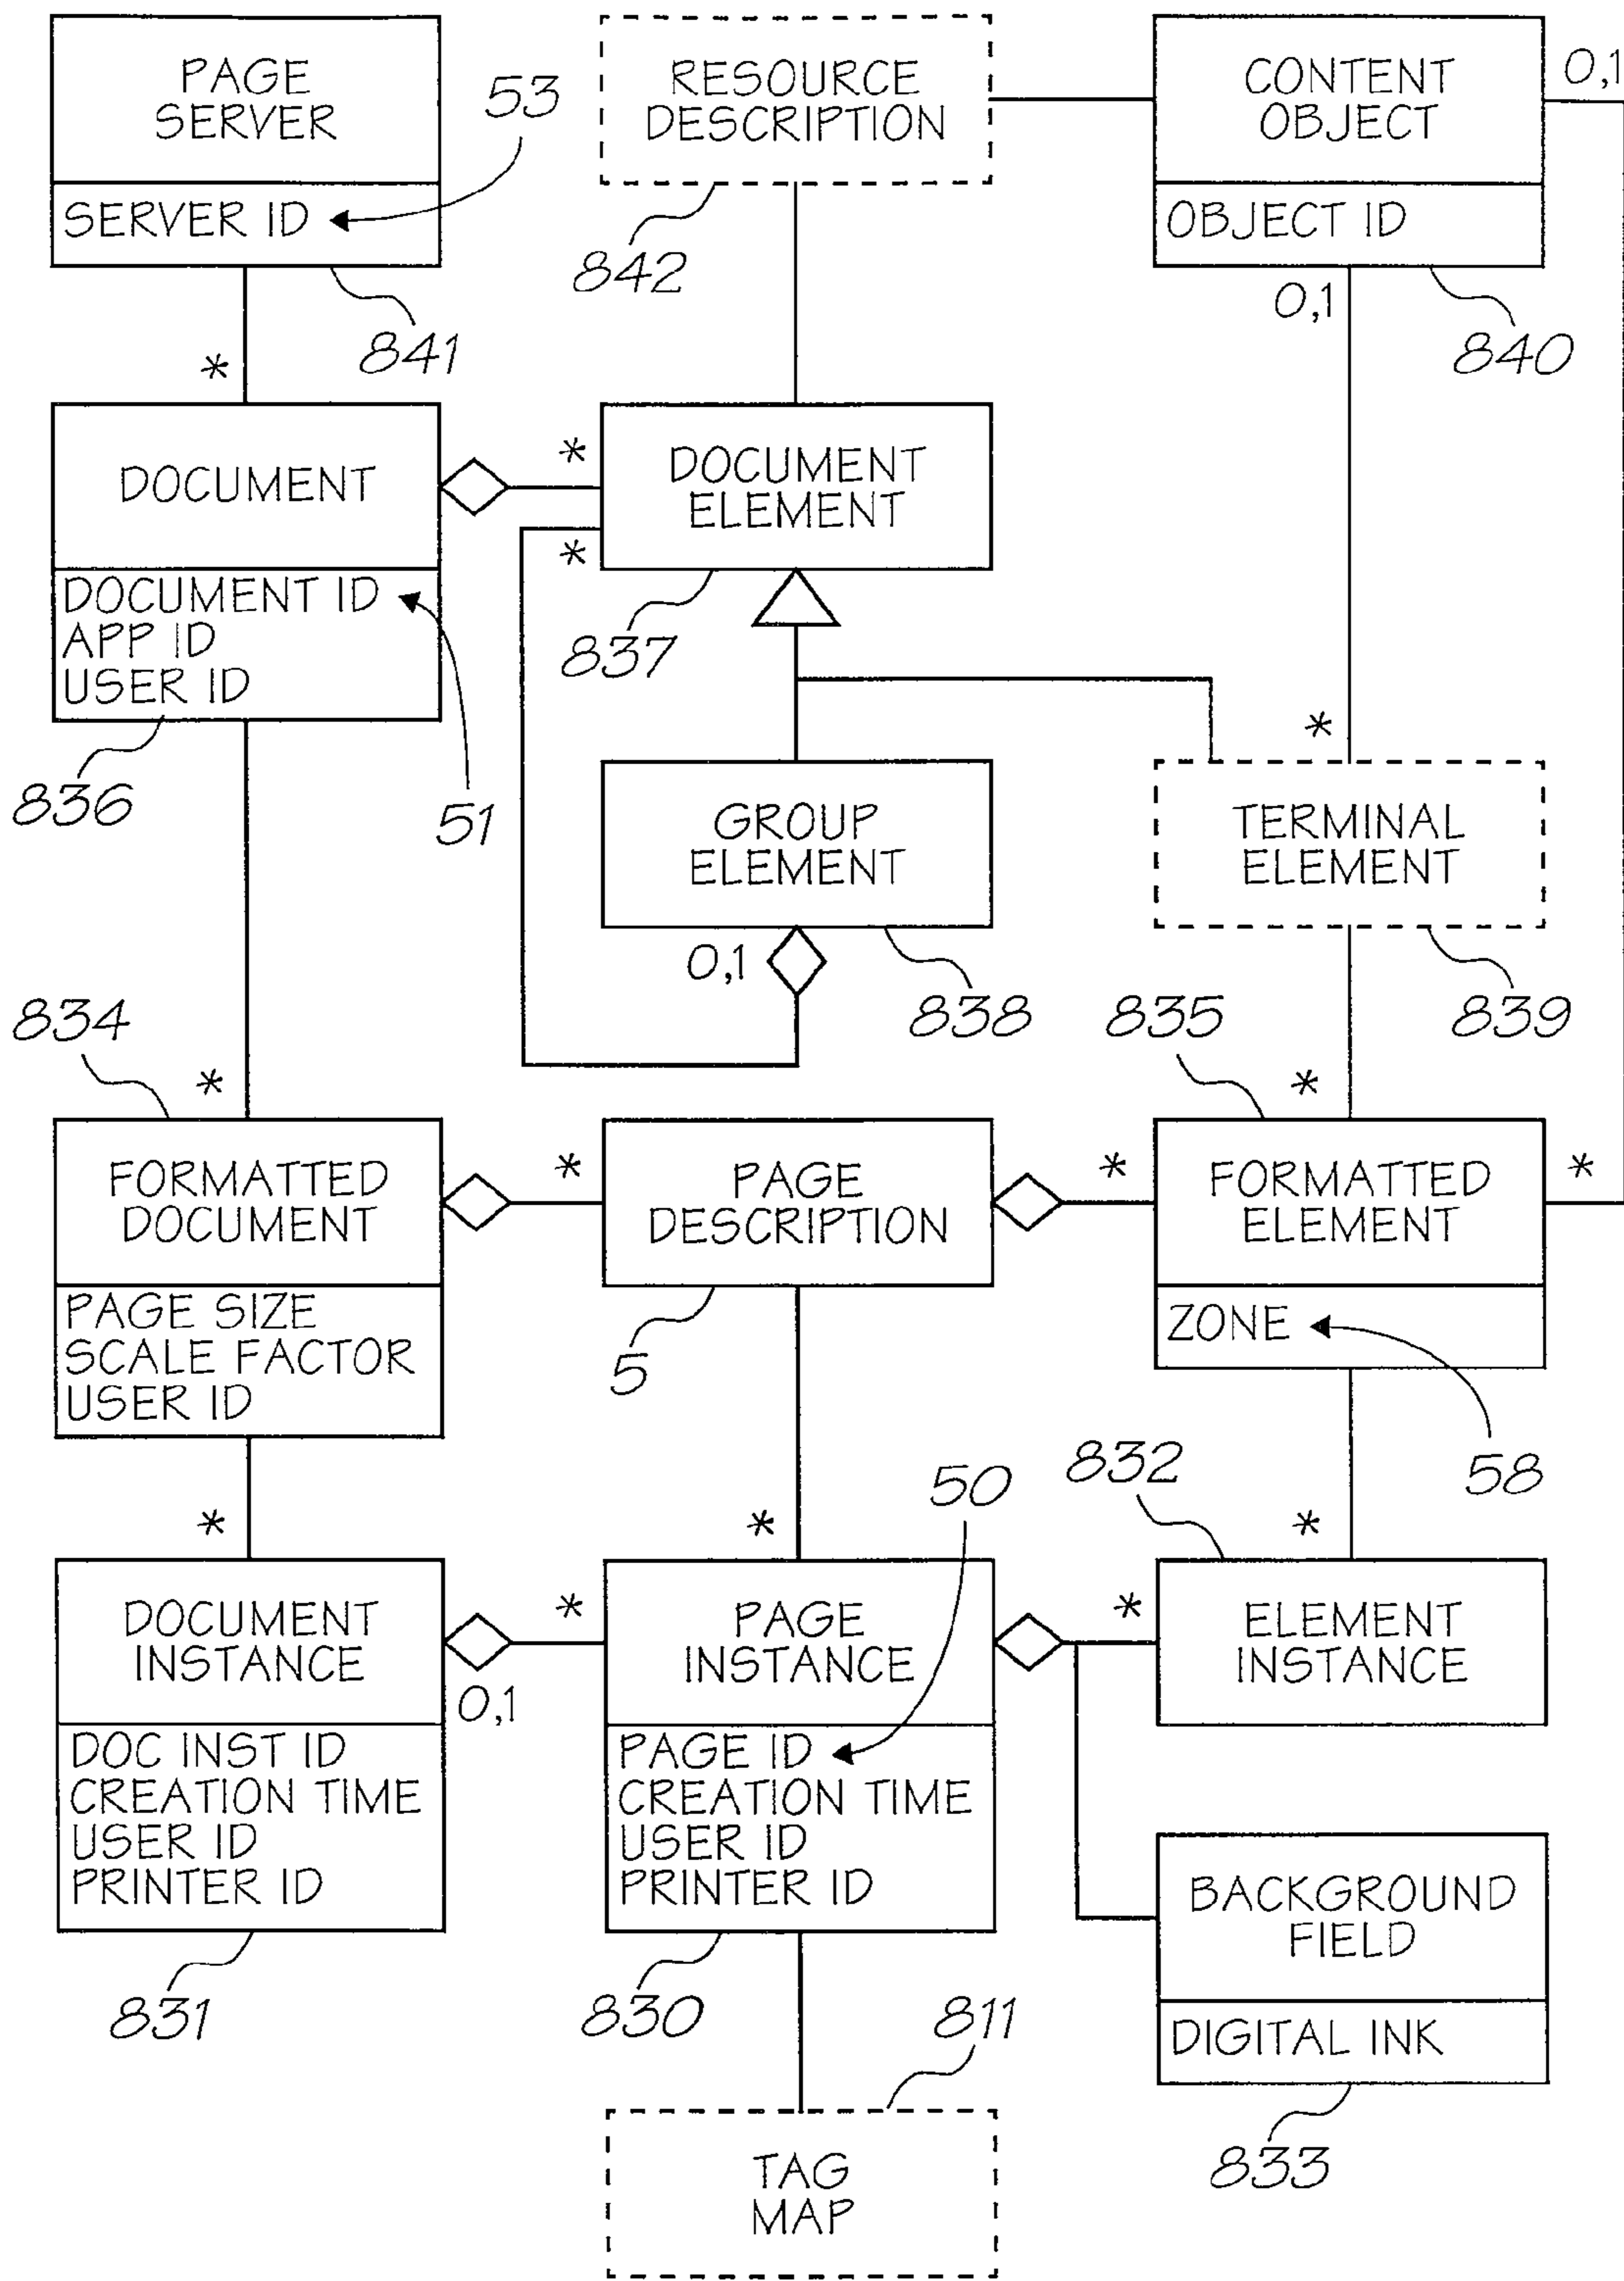 PAGE
SERVER
SERVER ID
53
841
RESOURCE
DESCRIPTION
842
CONTENT
OBJECT
OBJECT ID
0,1
0,1
840
*
DOCUMENT
DOCUMENT ID
APP ID
USER ID
836
51
*
*
DOCUMENT
ELEMENT
837
GROUP
ELEMENT
0,1
838
*
TERMINAL
ELEMENT
839
834
*
FORMATTED
DOCUMENT
PAGE SIZE
SCALE FACTOR
USER ID
*
PAGE
DESCRIPTION
5
835
*
*
FORMATTED
ELEMENT
*
ZONE
58
*
DOCUMENT
INSTANCE
0,1
DOC INST ID
CREATION TIME
USER ID
PRINTER ID
831
*
*
50
PAGE
INSTANCE
PAGE ID
CREATION TIME
USER ID
PRINTER ID
830
832
*
*
ELEMENT
INSTANCE
BACKGROUND
FIELD
DIGITAL INK
833
811
TAG
MAP